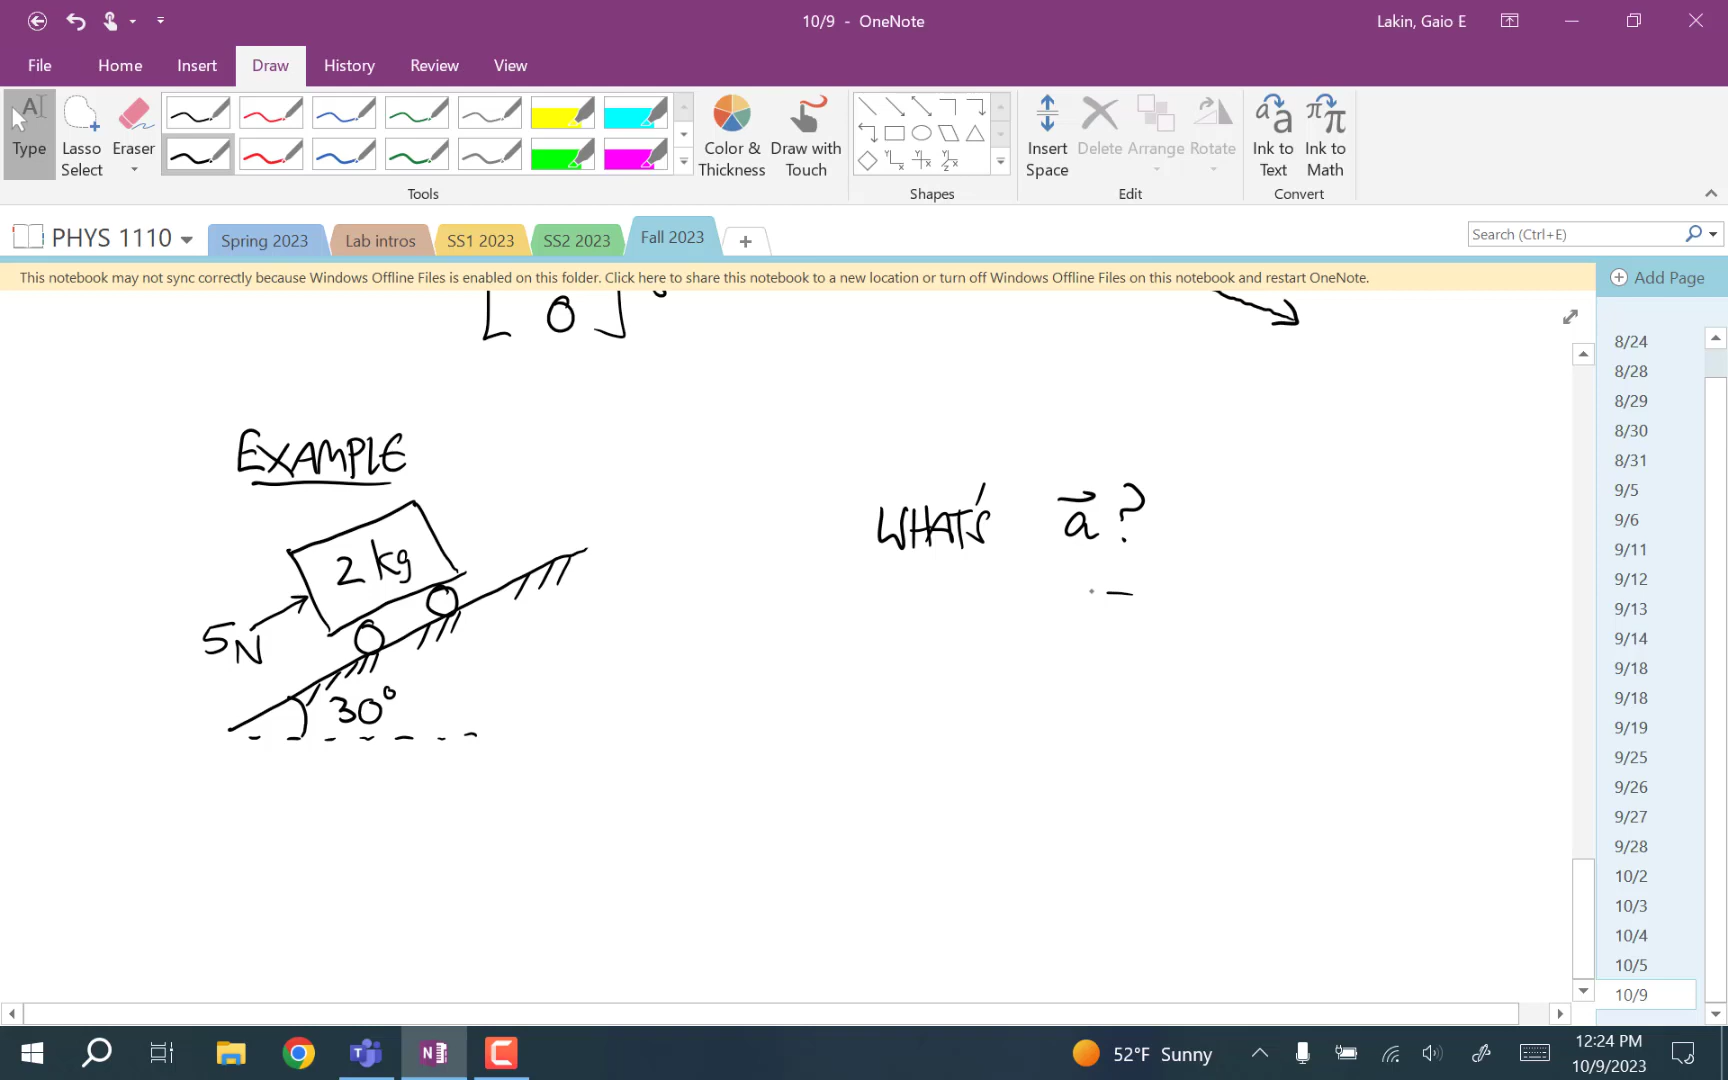 10/9 - OneNote
Lakin, Gaio E
File Home Insert Draw History Review View
Type
Lasso Select
Eraser
Color & Thickness
Draw with Touch
Insert Space
Delete
Arrange
Rotate
Ink to Text
Ink to Math
Tools Shapes Edit Convert
PHYS 1110
Spring 2023
Lab intros
SS1 2023
SS2 2023
Fall 2023
Search (Ctrl+E)
This notebook may not sync correctly because Windows Offline Files is enabled on this folder. Click here to share this notebook to a new location or turn off Windows Offline Files on this notebook and restart OneNote.
Add Page
0
EXAMPLE
WHAT'S a⃗?
2 kg
5N
30°
8/24
8/28
8/29
8/30
8/31
9/5
9/6
9/11
9/12
9/13
9/14
9/18
9/18
9/19
9/25
9/26
9/27
9/28
10/2
10/3
10/4
10/5
10/9
52°F Sunny
12:24 PM
10/9/2023